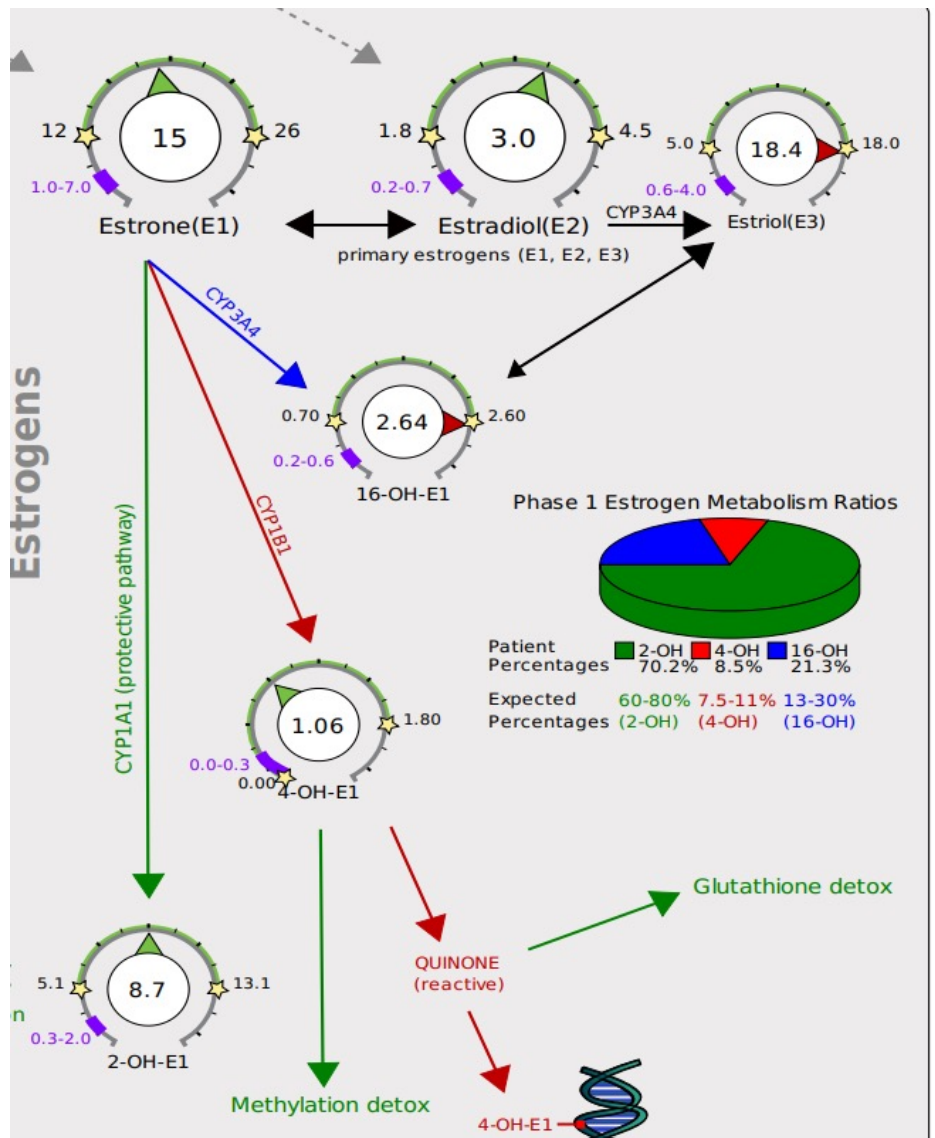 12
15
26
1.0-7.0
Estrone(E1)
1.8
3.0
4.5
0.2-0.7
Estradiol(E2)
CYP3A4
5.0
18.4
18.0
0.6-4.0
Estriol(E3)
primary estrogens (E1, E2, E3)
Estrogens
CYP3A4
0.70
2.64
2.60
0.2-0.6
16-OH-E1
CYP1B1
CYP1A1 (protective pathway)
Phase 1 Estrogen Metabolism Ratios
Patient Percentages
2-OH 4-OH 16-OH
70.2% 8.5% 21.3%
Expected Percentages
60-80% 7.5-11% 13-30%
(2-OH) (4-OH) (16-OH)
1.06
1.80
0.0-0.3
0.00
4-OH-E1
Glutathione detox
QUINONE
(reactive)
5.1
8.7
13.1
on
0.3-2.0
2-OH-E1
Methylation detox
4-OH-E1